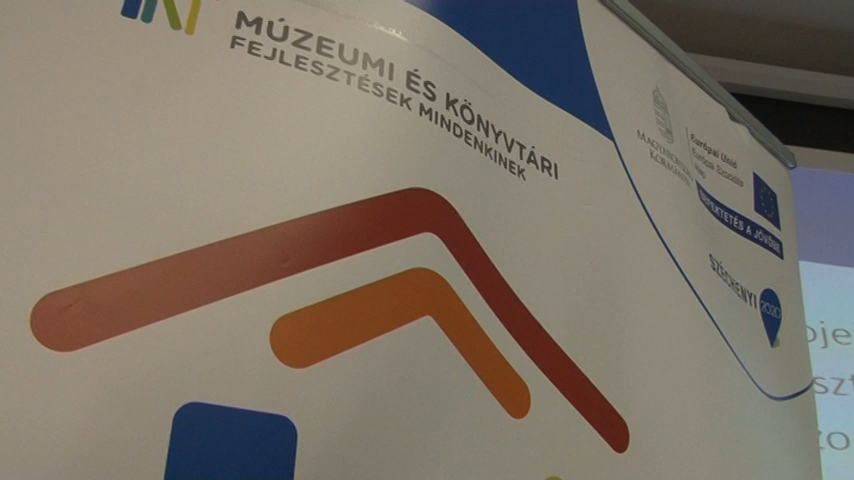 MÚZEUMI ÉS KÖNYVTÁRI
FEJLESZTÉSEK MINDENKINEK
MAGYARORSZÁG
KORMÁNYA
Európai Unió
Európai Szociális
Alap
BEFEKTETÉS A JÖVŐBE
SZÉCHENYI
2020